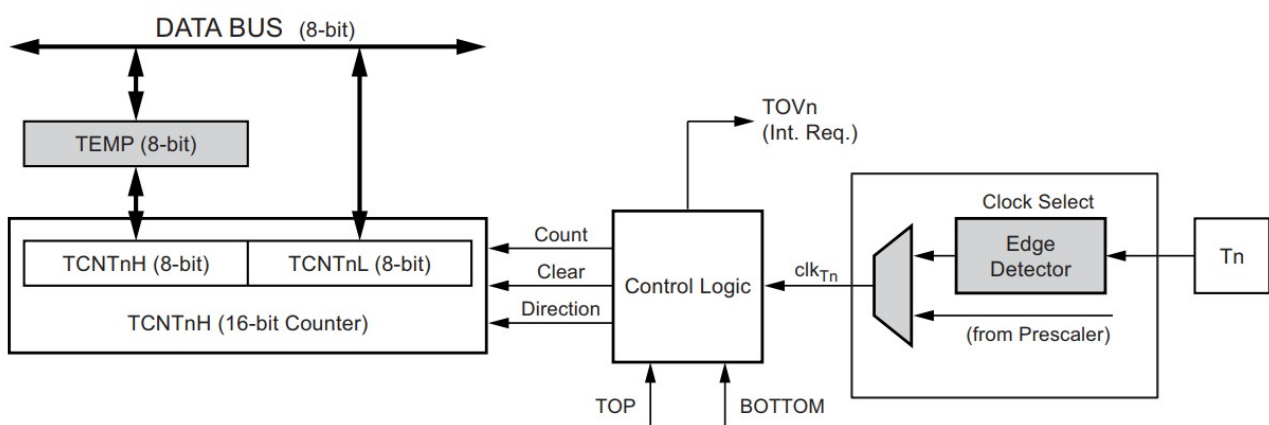 DATA BUS (8-bit)
TEMP (8-bit)
TOVn
(Int. Req.)
TCNTnH (8-bit)
TCNTnL (8-bit)
TCNTnH (16-bit Counter)
Count
Clear
Direction
Control Logic
TOP
BOTTOM
clkTn
Clock Select
Edge
Detector
(from Prescaler)
Tn